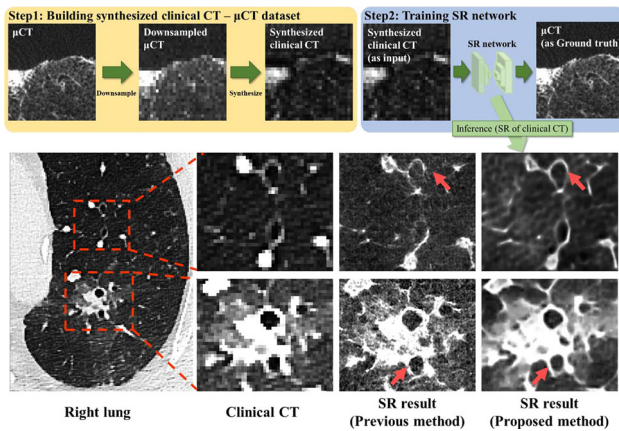 Step1: Building synthesized clinical CT – μCT dataset
μCT
Downsampled
μCT
Synthesized
clinical CT
Downsample
Synthesize
Step2: Training SR network
Synthesized
clinical CT
(as input)
SR network
μCT
(as Ground truth)
Inference (SR of clinical CT)
Right lung
Clinical CT
SR result
(Previous method)
SR result
(Proposed method)